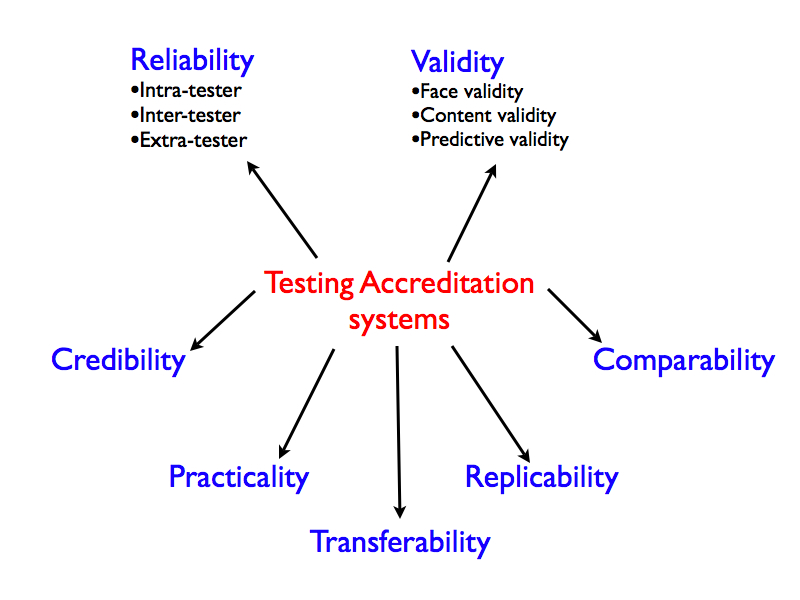 Reliability
•Intra-tester
•Inter-tester
•Extra-tester
Validity
•Face validity
•Content validity
•Predictive validity
Testing Accreditation
systems
Credibility
Comparability
Practicality
Replicability
Transferability